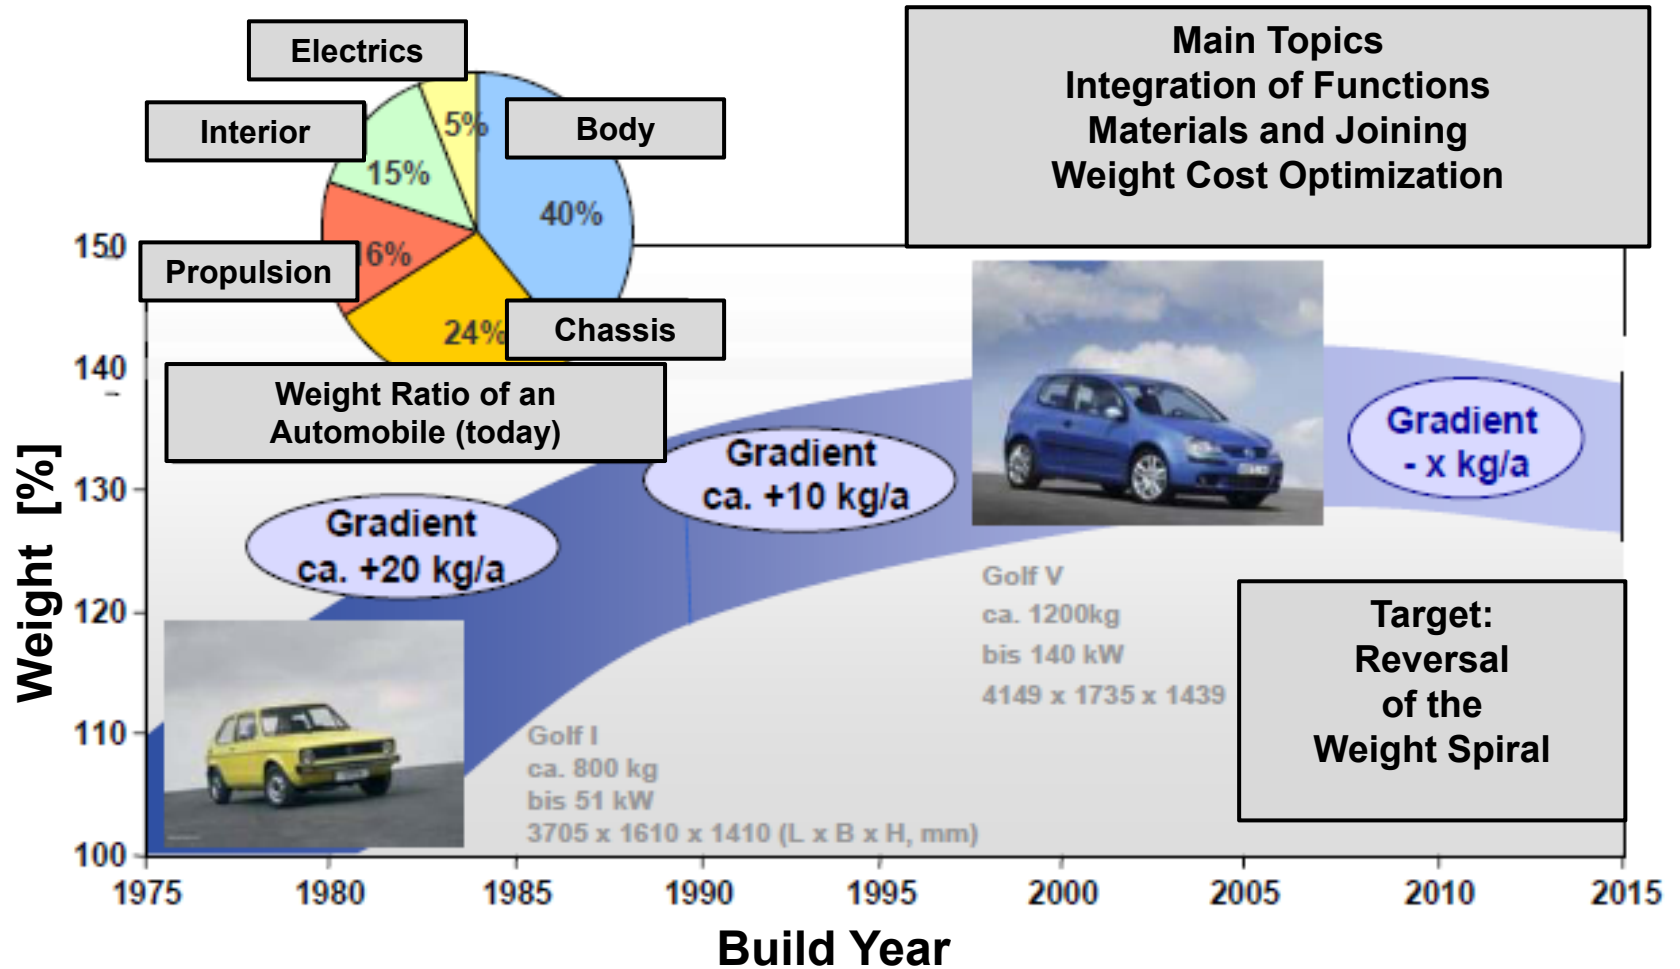 Electrics
Interior
Body
5%
15%
40%
Propulsion
6%
24%
Chassis
Weight Ratio of an
Automobile (today)
Main Topics
Integration of Functions
Materials and Joining
Weight Cost Optimization
Weight [%]
150
140
130
120
110
100
Gradient
ca. +20 kg/a
Gradient
ca. +10 kg/a
Gradient
- x kg/a
Golf V
ca. 1200kg
bis 140 kW
4149 x 1735 x 1439
Golf I
ca. 800 kg
bis 51 kW
3705 x 1610 x 1410 (L x B x H, mm)
Target:
Reversal
of the
Weight Spiral
1975
1980
1985
1990
1995
2000
2005
2010
2015
Build Year